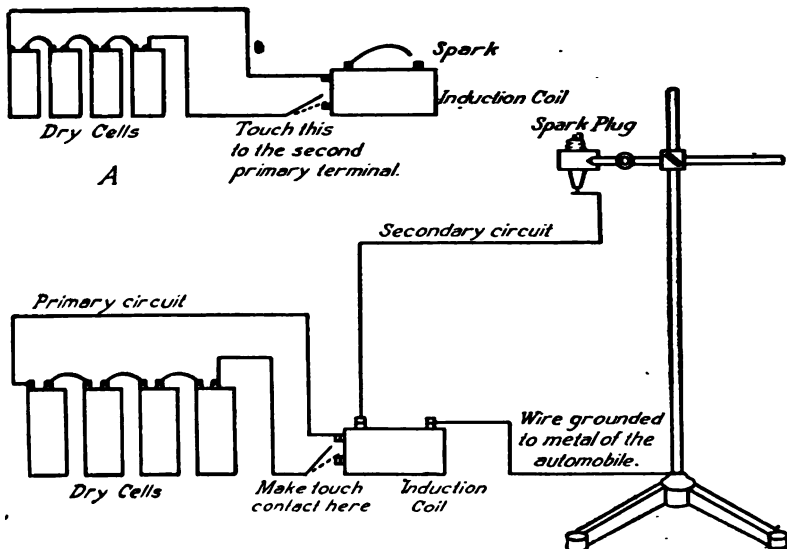 Spark
Induction Coil
Dry Cells
Touch this
to the second
primary terminal.
A
Spark Plug
Secondary circuit
Primary circuit
Wire grounded
to metal of the
automobile.
Dry Cells
Make touch
contact here
Induction
Coil